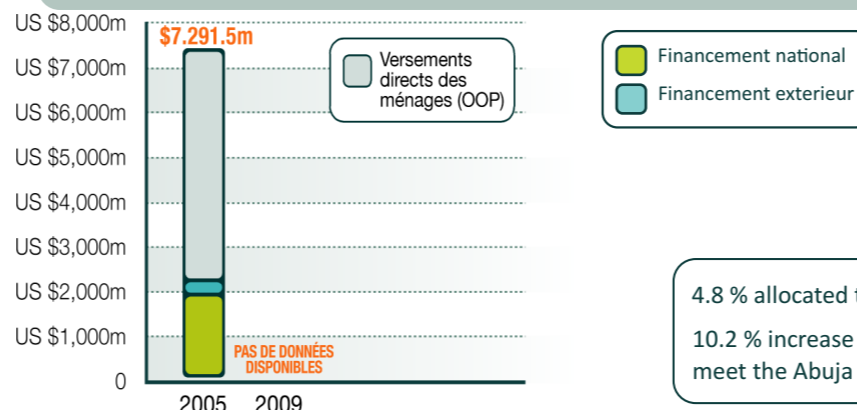 US $8,000m
$7.291.5m
US $7,000m
US $6,000m
US $5,000m
US $4,000m
US $3,000m
US $2,000m
US $1,000m
0
Versements
directs des
ménages (OOP)
PAS DE DONNÉES
DISPONIBLES
2005 2009
Financement national
Financement exterieur
4.8 % allocated
10.2 % increase
meet the Abuja